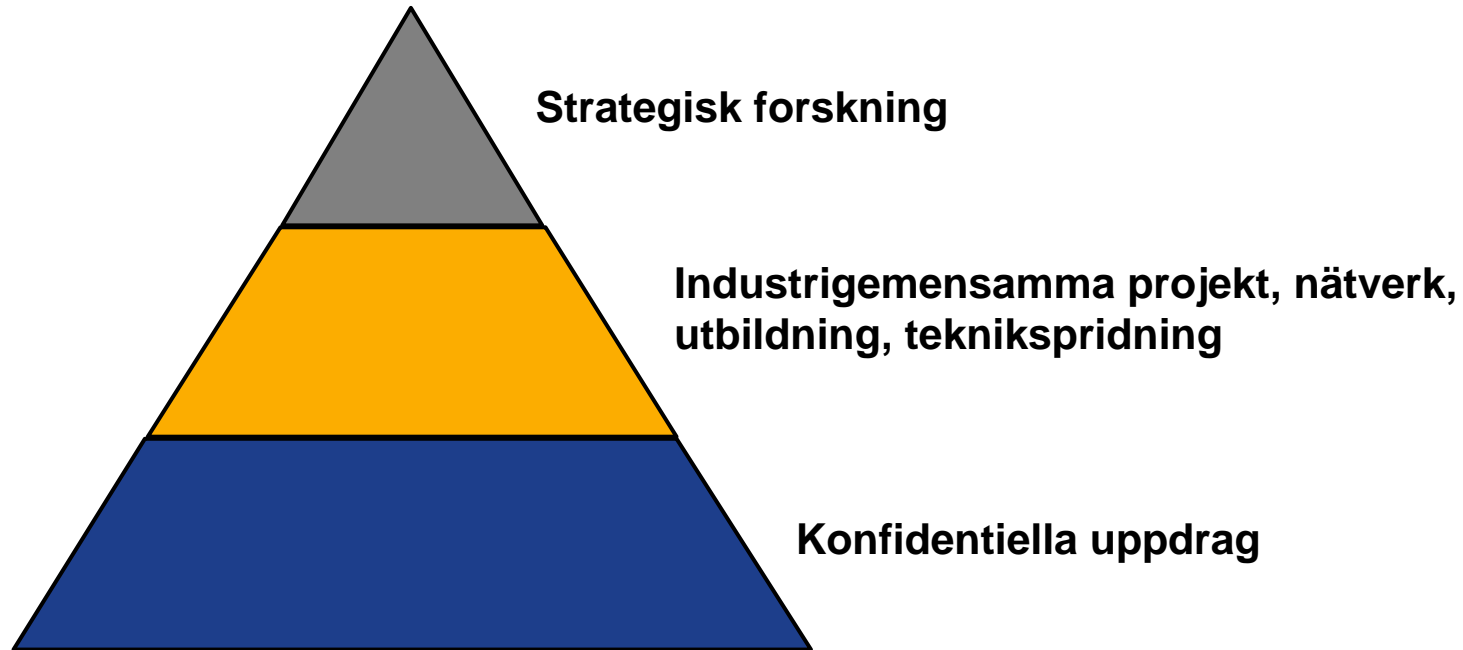 Strategisk forskning
Industrigemensamma projekt, nätverk,
utbildning, teknikspridning
Konfidentiella uppdrag